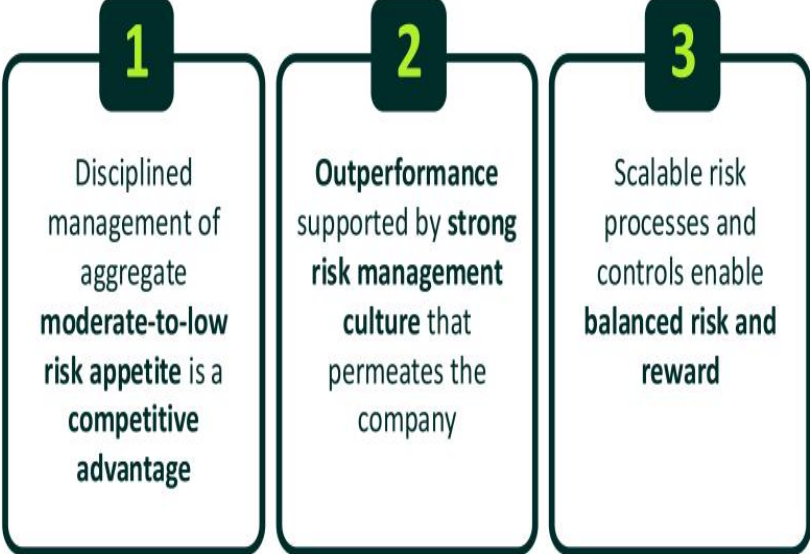 1
Disciplined
management of
aggregate
moderate-to-low
risk appetite is a
competitive
advantage
2
Outperformance
supported by strong
risk management
culture that
permeates the
company
3
Scalable risk
processes and
controls enable
balanced risk and
reward